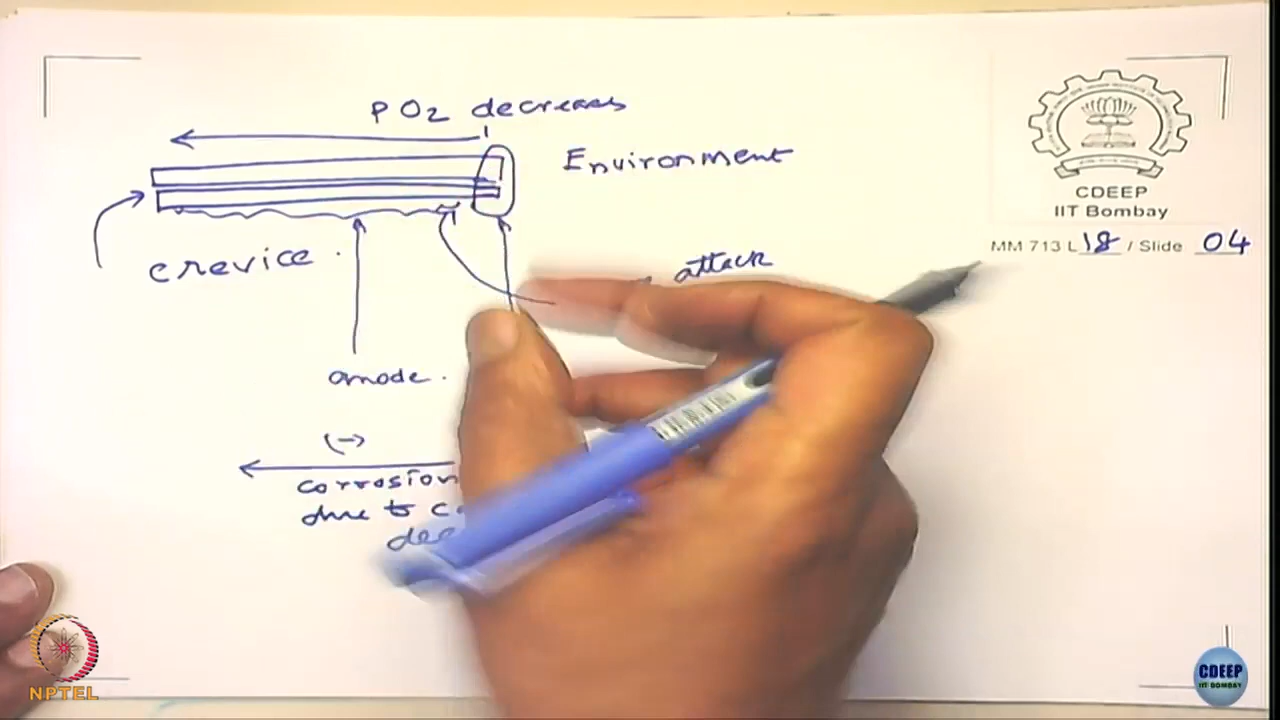 PO2 decreases
Environment
crevice.
attack
anode.
(→)
corrosion
due to
CDEEP
IIT Bombay
MM 713 L 18 / Slide 04
NPTEL
CDEEP
IIT BOMBAY